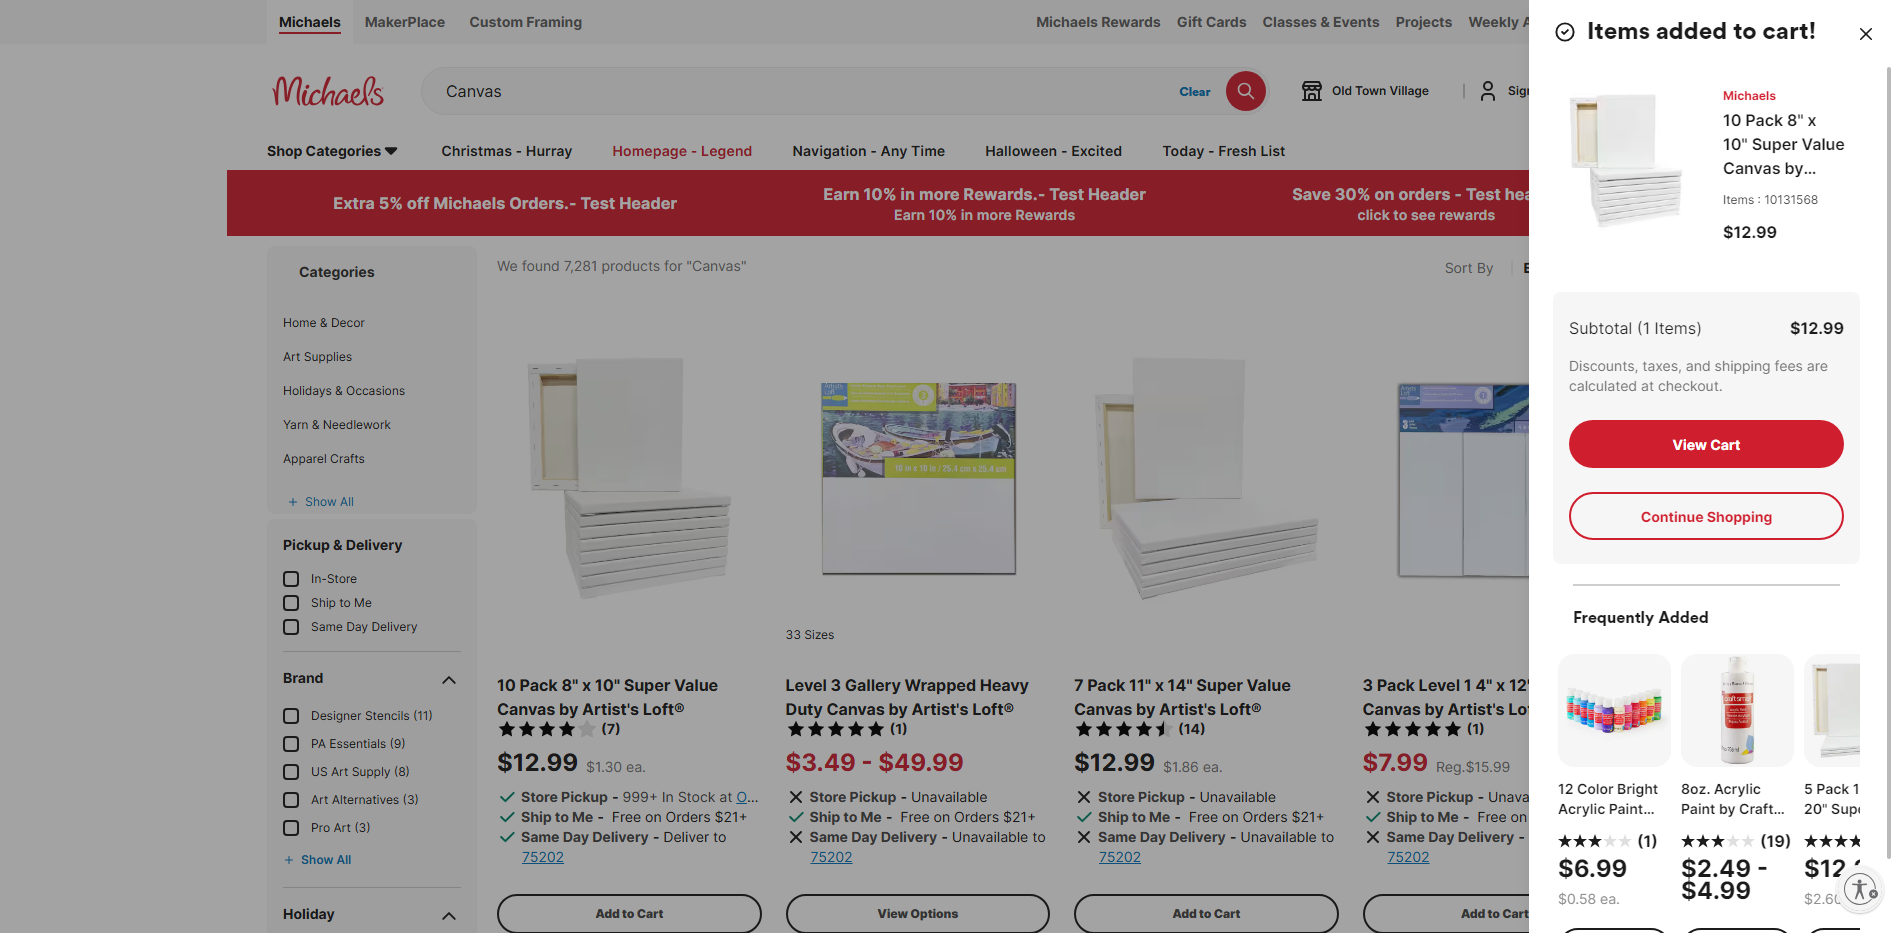 Michaels
MakerPlace
Custom Framing
Michaels Rewards
Gift Cards
Classes & Events
Projects
Weekly A
Michaels
Canvas
Clear
Old Town Village
Sign
Shop Categories
Christmas - Hurray
Homepage - Legend
Navigation - Any Time
Halloween - Excited
Today - Fresh List
Extra 5% off Michaels Orders.- Test Header
Earn 10% in more Rewards.- Test Header
Earn 10% in more Rewards
Save 30% on orders - Test hea
click to see rewards
Categories
Home & Decor
Art Supplies
Holidays & Occasions
Yarn & Needlework
Apparel Crafts
+ Show All
Pickup & Delivery
In-Store
Ship to Me
Same Day Delivery
Brand
Designer Stencils (11)
PA Essentials (9)
US Art Supply (8)
Art Alternatives (3)
Pro Art (3)
+ Show All
Holiday
We found 7,281 products for "Canvas"
Sort By
10 Pack 8" x 10" Super Value
Canvas by Artist's Loft®
(7)
$12.99 $1.30 ea.
Store Pickup - 999+ In Stock at O...
Ship to Me - Free on Orders $21+
Same Day Delivery - Deliver to
75202
Add to Cart
10 in x 10 in / 25.4 cm x 25.4 cm
33 Sizes
Level 3 Gallery Wrapped Heavy
Duty Canvas by Artist's Loft®
(1)
$3.49 - $49.99
Store Pickup - Unavailable
Ship to Me - Free on Orders $21+
Same Day Delivery - Unavailable to
75202
View Options
7 Pack 11" x 14" Super Value
Canvas by Artist's Loft®
(14)
$12.99 $1.86 ea.
Store Pickup - Unavailable
Ship to Me - Free on Orders $21+
Same Day Delivery - Unavailable to
75202
Add to Cart
3 Pack Level 1 4" x 12"
Canvas by Artist's Lof
(1)
$7.99 Reg.$15.99
Store Pickup - Unava
Ship to Me - Free on
Same Day Delivery -
75202
Add to Cart
Items added to cart!
Michaels
10 Pack 8" x
10" Super Value
Canvas by...
Items : 10131568
$12.99
Subtotal (1 Items) $12.99
Discounts, taxes, and shipping fees are
calculated at checkout.
View Cart
Continue Shopping
Frequently Added
12 Color Bright
Acrylic Paint...
(1)
$6.99
$0.58 ea.
8oz. Acrylic
Paint by Craft...
(19)
$2.49 -
$4.99
5 Pack 1
20" Supe
$12.
$2.60